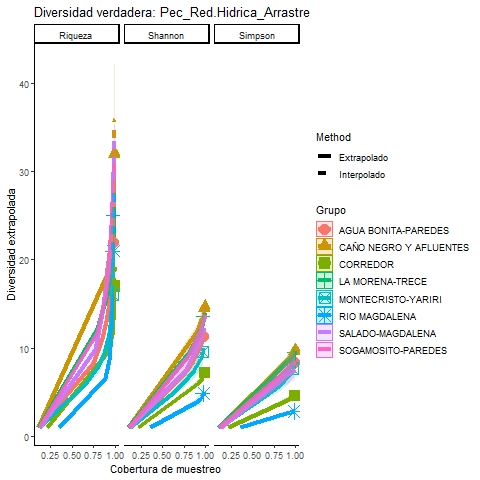 Diversidad verdadera: Pec_Red.Hidrica_Arrastre
Riqueza Shannon Simpson
Diversidad extrapolada
40
30
20
10
0
0.25 0.50 0.75 1.00 0.25 0.50 0.75 1.00 0.25 0.50 0.75 1.00
Cobertura de muestreo
Method
Extrapolado
Interpolado
Grupo
AGUA BONITA-PAREDES
CAÑO NEGRO Y AFLUENTES
CORREDOR
LA MORENA-TRECE
MONTECRISTO-YARIRI
RIO MAGDALENA
SALADO-MAGDALENA
SOGAMOSITO-PAREDES